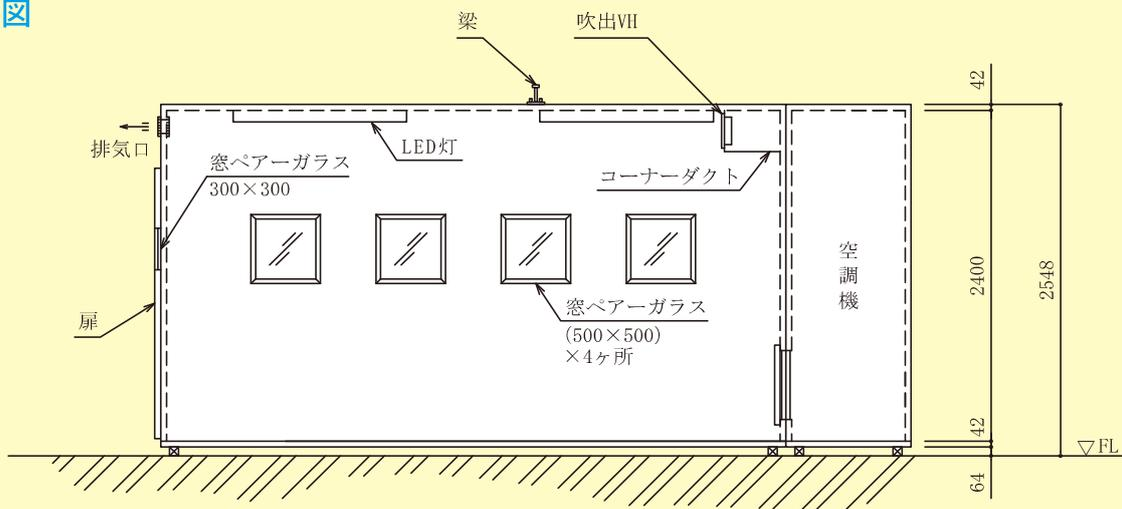 図
梁
吹出VH
42
排気口
LED灯
窓ペアーガラス
300×300
コーナーダクト
空調機
2400
2548
扉
窓ペアーガラス
(500×500)
×4ヶ所
42
▽FL
64